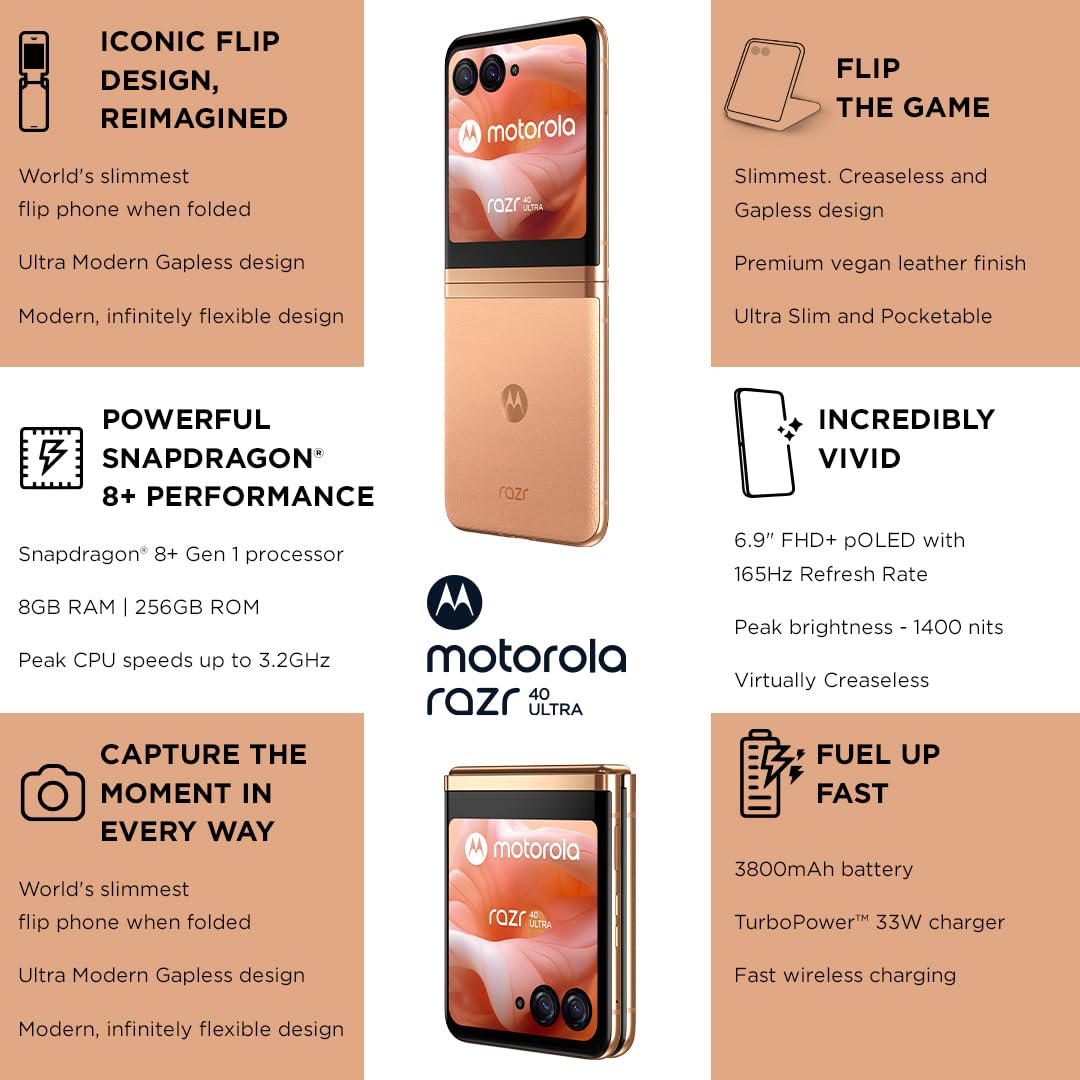 ICONIC FLIP
DESIGN,
REIMAGINED
World's slimmest
flip phone when folded
Ultra Modern Gapless design
Modern, infinitely flexible design
motorola
razr 40 ULTRA
razr
FLIP
THE GAME
Slimmest. Creaseless and
Gapless design
Premium vegan leather finish
Ultra Slim and Pocketable
POWERFUL
SNAPDRAGON®
8+ PERFORMANCE
Snapdragon® 8+ Gen 1 processor
8GB RAM | 256GB ROM
Peak CPU speeds up to 3.2GHz
motorola
razr 40 ULTRA
INCREDIBLY
VIVID
6.9" FHD+ pOLED with
165Hz Refresh Rate
Peak brightness - 1400 nits
Virtually Creaseless
CAPTURE THE
MOMENT IN
EVERY WAY
World's slimmest
flip phone when folded
Ultra Modern Gapless design
Modern, infinitely flexible design
motorola
razr 40 ULTRA
FUEL UP
FAST
3800mAh battery
TurboPower™ 33W charger
Fast wireless charging